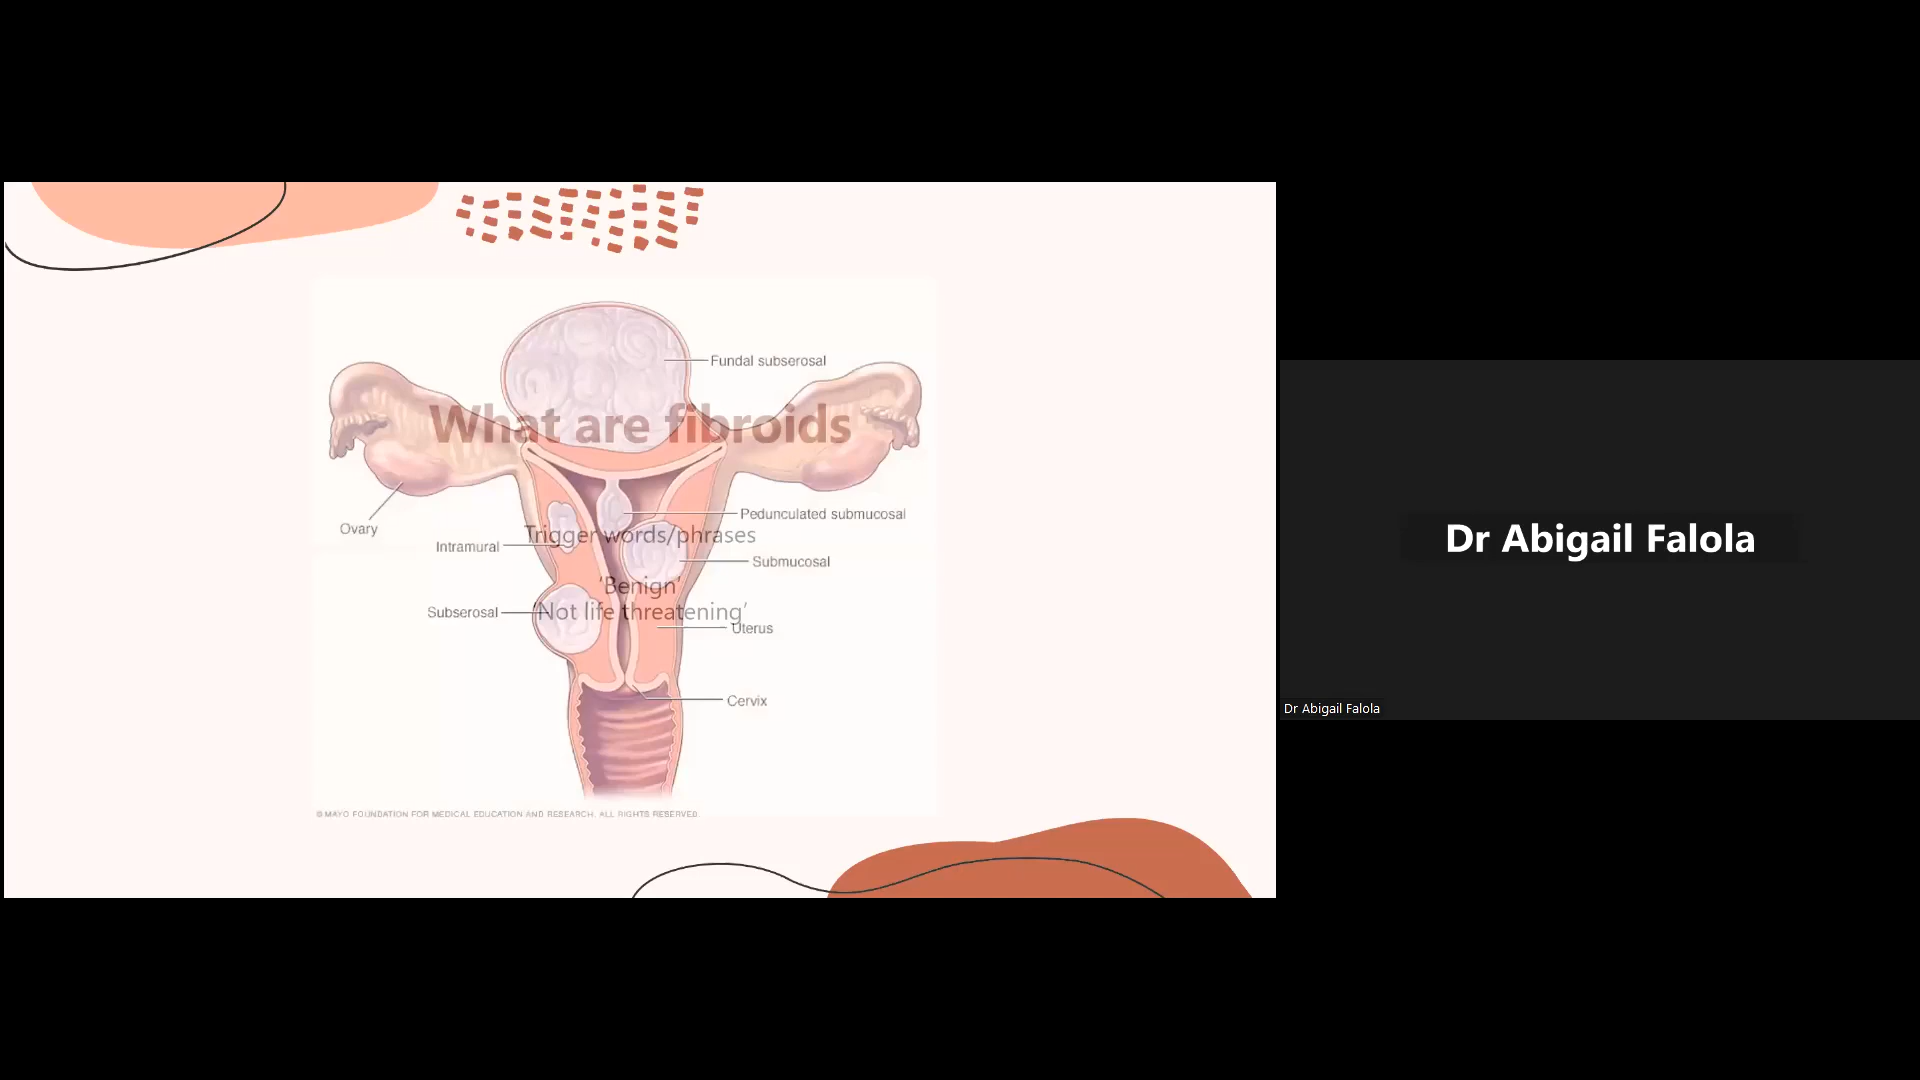 Fundal subserosal
What are fibroids
Pedunculated submucosal
Ovary
Trigger words/phrases
Intramural
Submucosal
'Benign'
Subserosal
'Not life threatening'
Uterus
Cervix
© MAYO FOUNDATION FOR MEDICAL EDUCATION AND RESEARCH. ALL RIGHTS RESERVED.
Dr Abigail Falola
Dr Abigail Falola